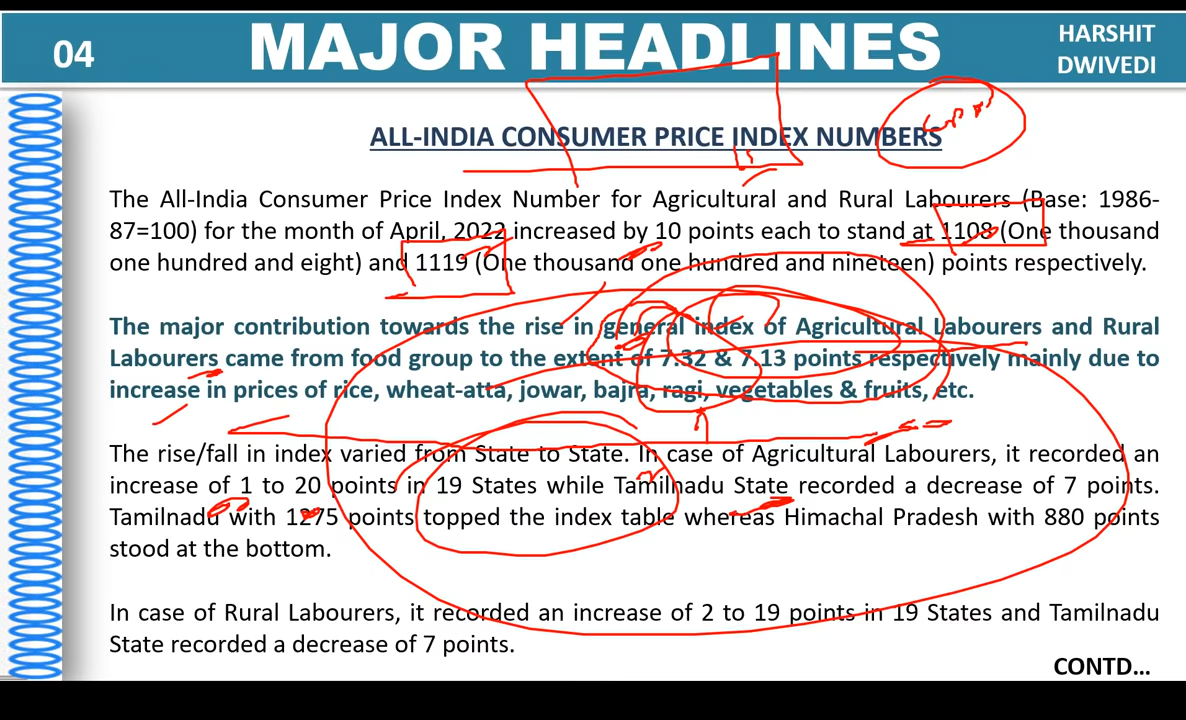 04
MAJOR HEADLINES
HARSHIT
DWIVEDI
ALL-INDIA CONSUMER PRICE INDEX NUMBERS
The All-India Consumer Price Index Number for Agricultural and Rural Labourers (Base: 1986-
87=100) for the month of April, 2022 increased by 10 points each to stand at 1108 (One thousand
one hundred and eight) and 1119 (One thousand one hundred and nineteen) points respectively.
The major contribution towards the rise in general index of Agricultural Labourers and Rural
Labourers came from food group to the extent of 7.32 & 7.13 points respectively mainly due to
increase in prices of rice, wheat-atta, jowar, bajra, ragi, vegetables & fruits, etc.
The rise/fall in index varied from State to State. In case of Agricultural Labourers, it recorded an
increase of 1 to 20 points in 19 States while Tamilnadu State recorded a decrease of 7 points.
Tamilnadu with 1275 points topped the index table whereas Himachal Pradesh with 880 points
stood at the bottom.
In case of Rural Labourers, it recorded an increase of 2 to 19 points in 19 States and Tamilnadu
State recorded a decrease of 7 points.
CONTD...